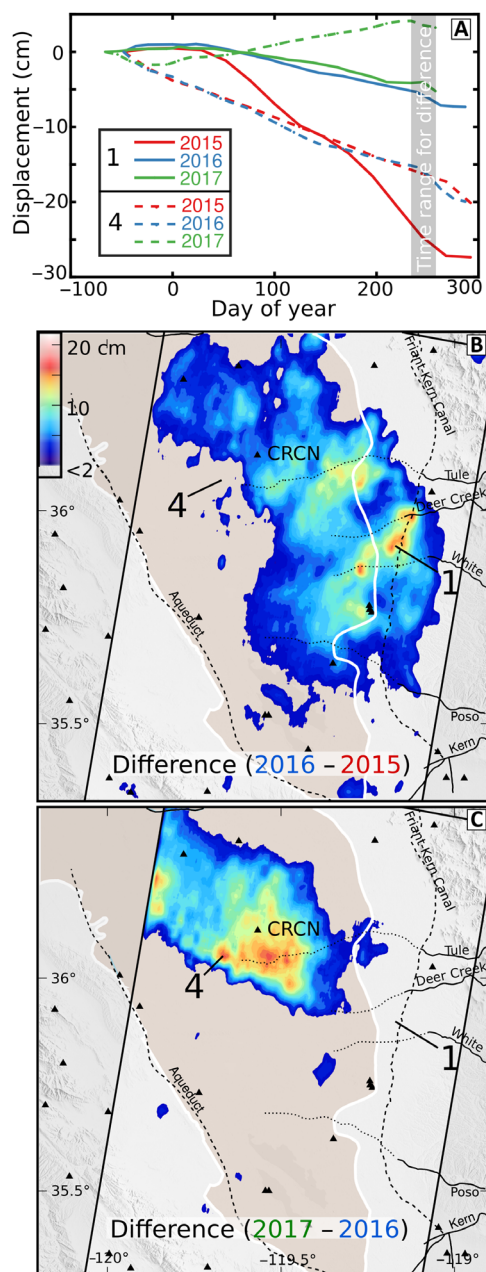 A
Displacement (cm)
0
−10
−20
−30
1
2015
2016
2017
4
2015
2016
2017
Time range for difference
−100
0
100
200
300
Day of year
B
20 cm
10
<2
Friant-Kern Canal
CRCN
4
Tule
Deer Creek
36°
White
1
Aqueduct
35.5°
Poso
Kern
Difference (2016 – 2015)
C
Friant-Kern Canal
CRCN
4
Tule
Deer Creek
36°
White
1
Aqueduct
35.5°
Poso
Kern
Difference (2017 – 2016)
−120°
−119.5°
−119°